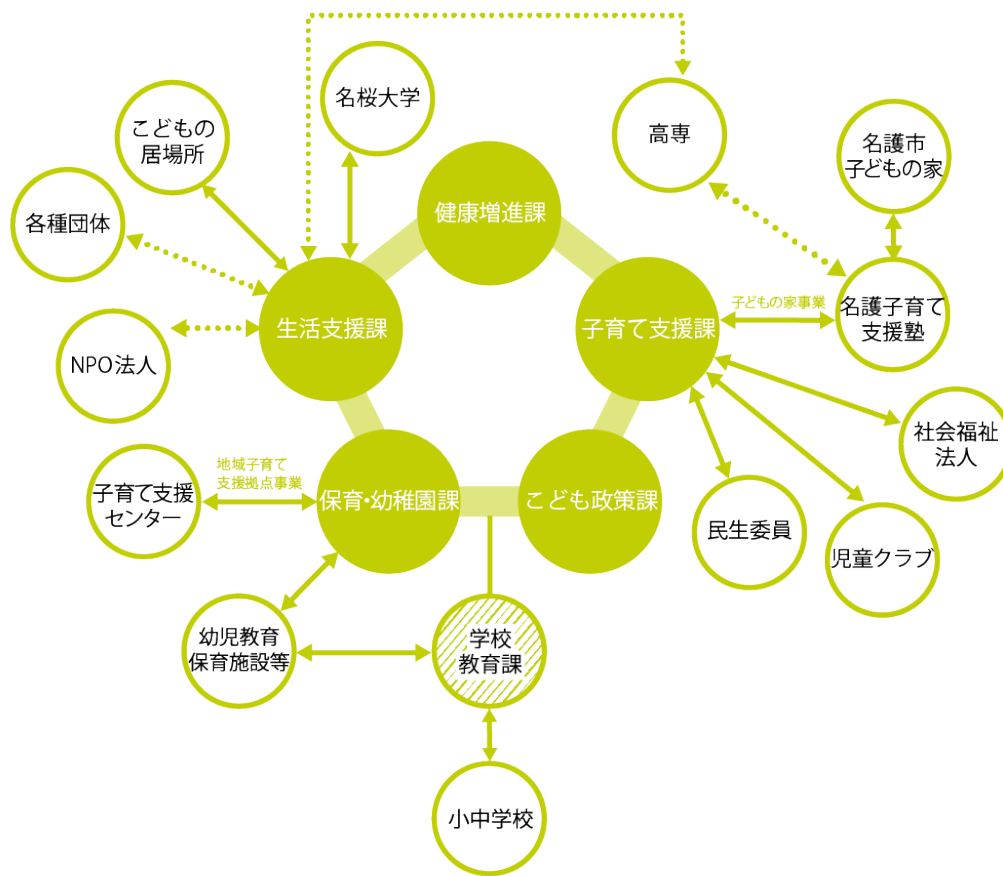 名桜大学
こどもの
居場所
高専
名護市
子どもの家
各種団体
健康増進課
生活支援課
子育て支援課
子どもの家事業
名護子育て
支援塾
NPO法人
社会福祉
法人
地域子育て
支援拠点事業
子育て支援
センター
保育・幼稚園課
こども政策課
民生委員
児童クラブ
幼児教育
保育施設等
学校
教育課
小中学校